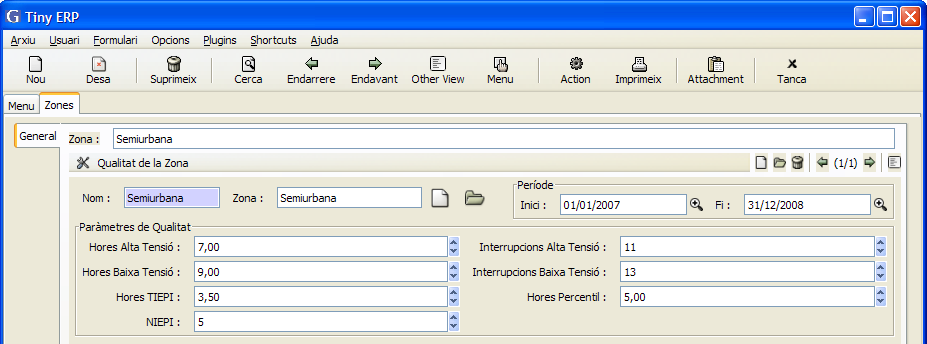 G Tiny ERP
Arxiu Usuari Formulari Opcions Plugins Shortcuts Ajuda
Nou Desa Suprimeix Cerca Endarrere Endavant Other View Menu Action Imprimeix Attachment Tanca
Menu Zones
General Zona : Semiurbana
Qualitat de la Zona (1/1)
Període
Nom : Semiurbana Zona : Semiurbana Inici : 01/01/2007 Fi : 31/12/2008
Paràmetres de Qualitat
Hores Alta Tensió : 7,00 Interrupcions Alta Tensió : 11
Hores Baixa Tensió : 9,00 Interrupcions Baixa Tensió : 13
Hores TIEPI : 3,50 Hores Percentil : 5,00
NIEPI : 5